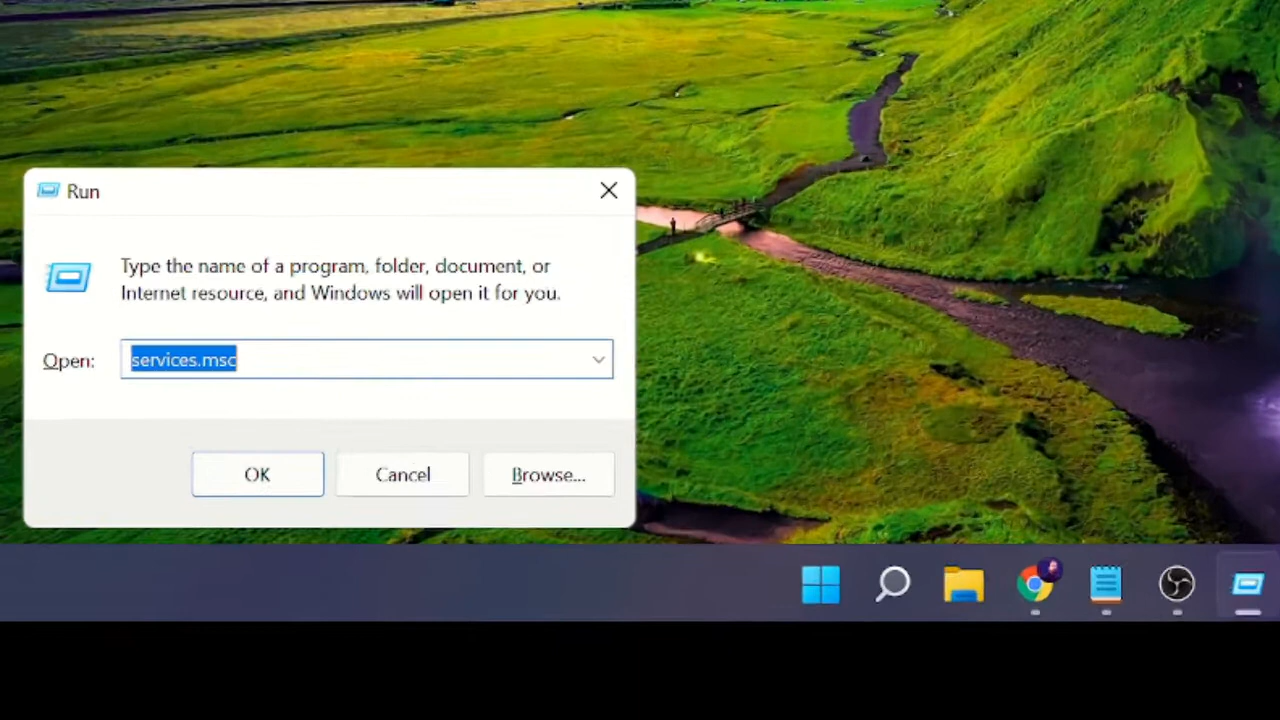 Run
Type the name of a program, folder, document, or
Internet resource, and Windows will open it for you.
Open:
services.msc
OK
Cancel
Browse...